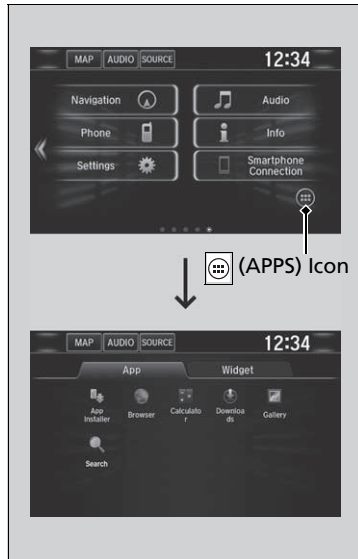 MAP AUDIO SOURCE 12:34
Navigation Audio
Phone Info
Settings Smartphone
Connection
(APPS) Icon
MAP AUDIO SOURCE 12:34
App Widget
App
Installer
Browser
Calculato
r
Downloa
ds
Gallery
Search